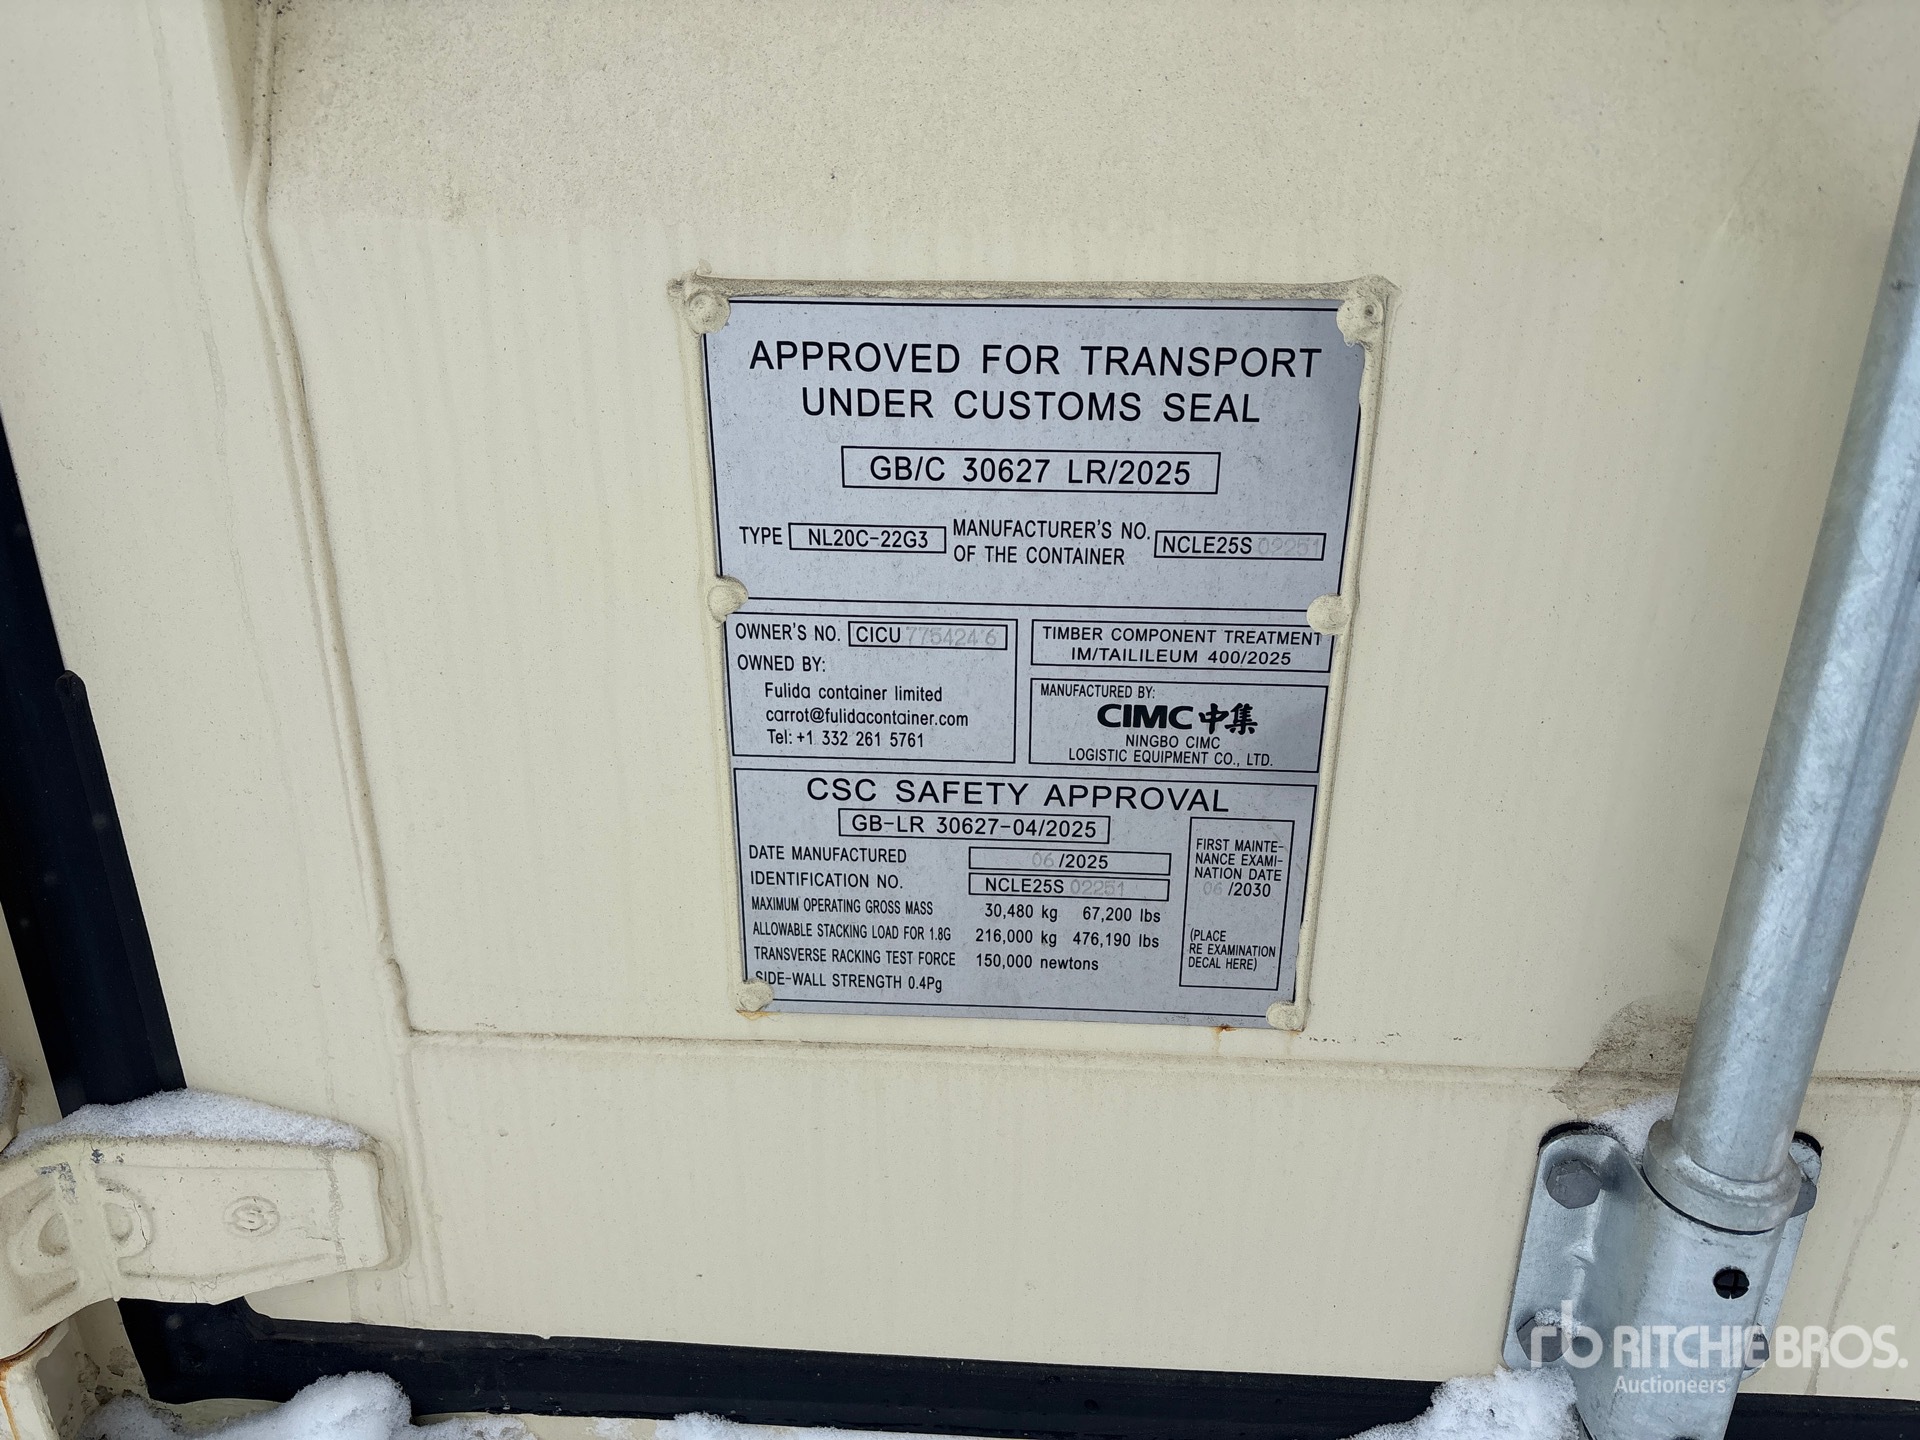 APPROVED FOR TRANSPORT
UNDER CUSTOMS SEAL
GB/C 30627 LR/2025
TYPE NL20C-22G3 MANUFACTURER'S NO. OF THE CONTAINER NCLE25S 02251
OWNER'S NO. CICU 7754246
OWNED BY:
Fulida container limited
carrot@fulidacontainer.com
Tel: +1 332 261 5761
TIMBER COMPONENT TREATMENT
IM/TAILILEUM 400/2025
MANUFACTURED BY:
CIMC 中集
NINGBO CIMC
LOGISTIC EQUIPMENT CO., LTD.
CSC SAFETY APPROVAL
GB-LR 30627-04/2025
DATE MANUFACTURED 06 /2025
IDENTIFICATION NO. NCLE25S 02251
MAXIMUM OPERATING GROSS MASS 30,480 kg 67,200 lbs
ALLOWABLE STACKING LOAD FOR 1.8G 216,000 kg 476,190 lbs
TRANSVERSE RACKING TEST FORCE 150,000 newtons
SIDE-WALL STRENGTH 0.4Pg
FIRST MAINTE-
NANCE EXAMI-
NATION DATE
06 /2030
(PLACE
RE EXAMINATION
DECAL HERE)
rb RITCHIE BROS.
Auctioneers